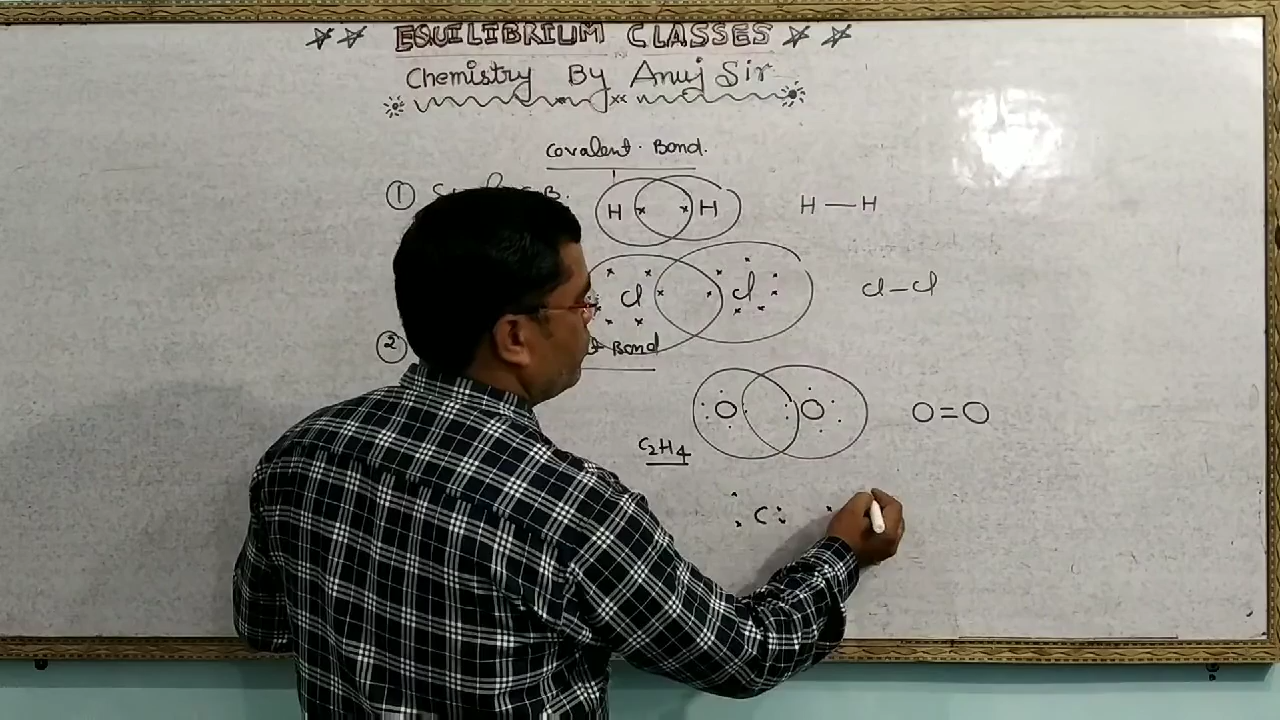 EQUILIBRIUM CLASSES
Chemistry By Anuj Sir
Covalent Bond.
① B.
H H H — H
Cl Cl Cl — Cl
② Bond
O O O = O
C2H4
C